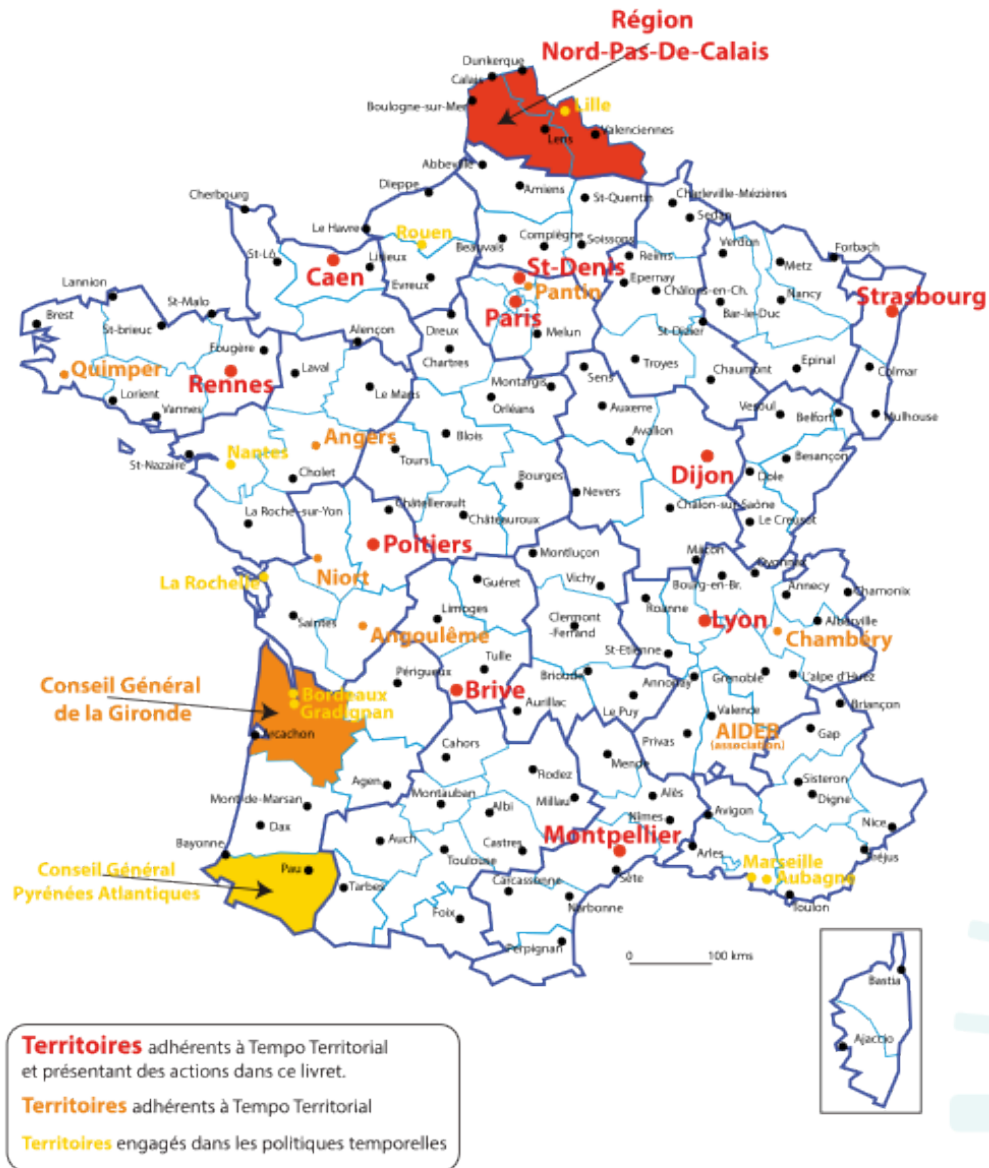 Région
Nord-Pas-De-Calais
Dunkerque
Calais
Boulogne-sur-Mer
Lille
Lens
Valenciennes
Abbeville
Amiens
Dieppe
St-Quentin
Charleville-Mézières
Sedan
Cherbourg
Le Havre
Rouen
Beauvais
Compiègne
Soissons
Verdon
Forbach
St-Lô
Caen
Lisieux
Evreux
St-Denis
Pantin
Reims
Epernay
Metz
Lannion
St-Malo
Paris
Châlons-en-Ch.
Nancy
Strasbourg
Brest
St-brieuc
Alençon
Dreux
Melun
Bar-le-Duc
St-Dizier
Fougère
Chartres
Quimper
Rennes
Laval
Le Mans
Montargis
Sens
Troyes
Chaumont
Epinal
Colmar
Lorient
Vannes
Orléans
Auxerre
Vesoul
Belfort
Mulhouse
Angers
Blois
Avallon
St-Nazaire
Nantes
Cholet
Tours
Bourges
Nevers
Dijon
Besançon
Dole
La Roche-sur-Yon
Châtellerault
Châteauroux
Châlon-sur-Saône
Le Creusot
Poitiers
Montluçon
Mâcon
Oyonnax
La Rochelle
Niort
Guéret
Vichy
Bourg-en-Br.
Annecy
Chamonix
Saintes
Limoges
Roanne
Angoulême
Clermont
-Ferrand
Lyon
Alberville
Chambéry
Tulle
St-Etienne
Conseil Général
de la Gironde
Bordeaux
Gradignan
Périgueux
Brive
Brioude
Annonay
Grenoble
L'alpe d'Huez
Aurillac
Le Puy
Valence
Briançon
Arcachon
Cahors
Privas
AIDER
(association)
Gap
Agen
Rodez
Mende
Sisteron
Mont-de-Marsan
Montauban
Albi
Millau
Alès
Avigon
Digne
Dax
Nîmes
Nice
Bayonne
Auch
Castres
Montpellier
Arles
Fréjus
Toulouse
Conseil Général
Pyrénées Atlantiques
Pau
Tarbes
Carcassonne
Sète
Marseille
Aubagne
Toulon
Foix
Narbonne
Perpignan
0 100 kms
Bastia
Ajaccio
Territoires adhérents à Tempo Territorial
et présentant des actions dans ce livret.
Territoires adhérents à Tempo Territorial
Territoires engagés dans les politiques temporelles